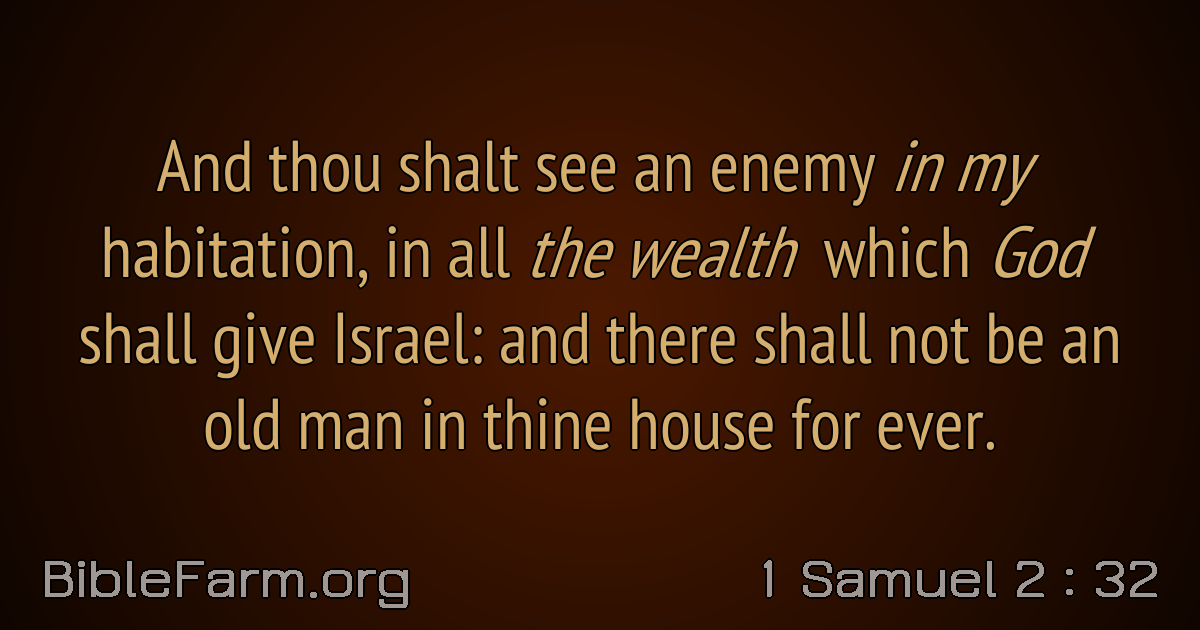 And thou shalt see an enemy in my
habitation, in all the wealth which God
shall give Israel: and there shall not be an
old man in thine house for ever.
BibleFarm.org
1 Samuel 2 : 32